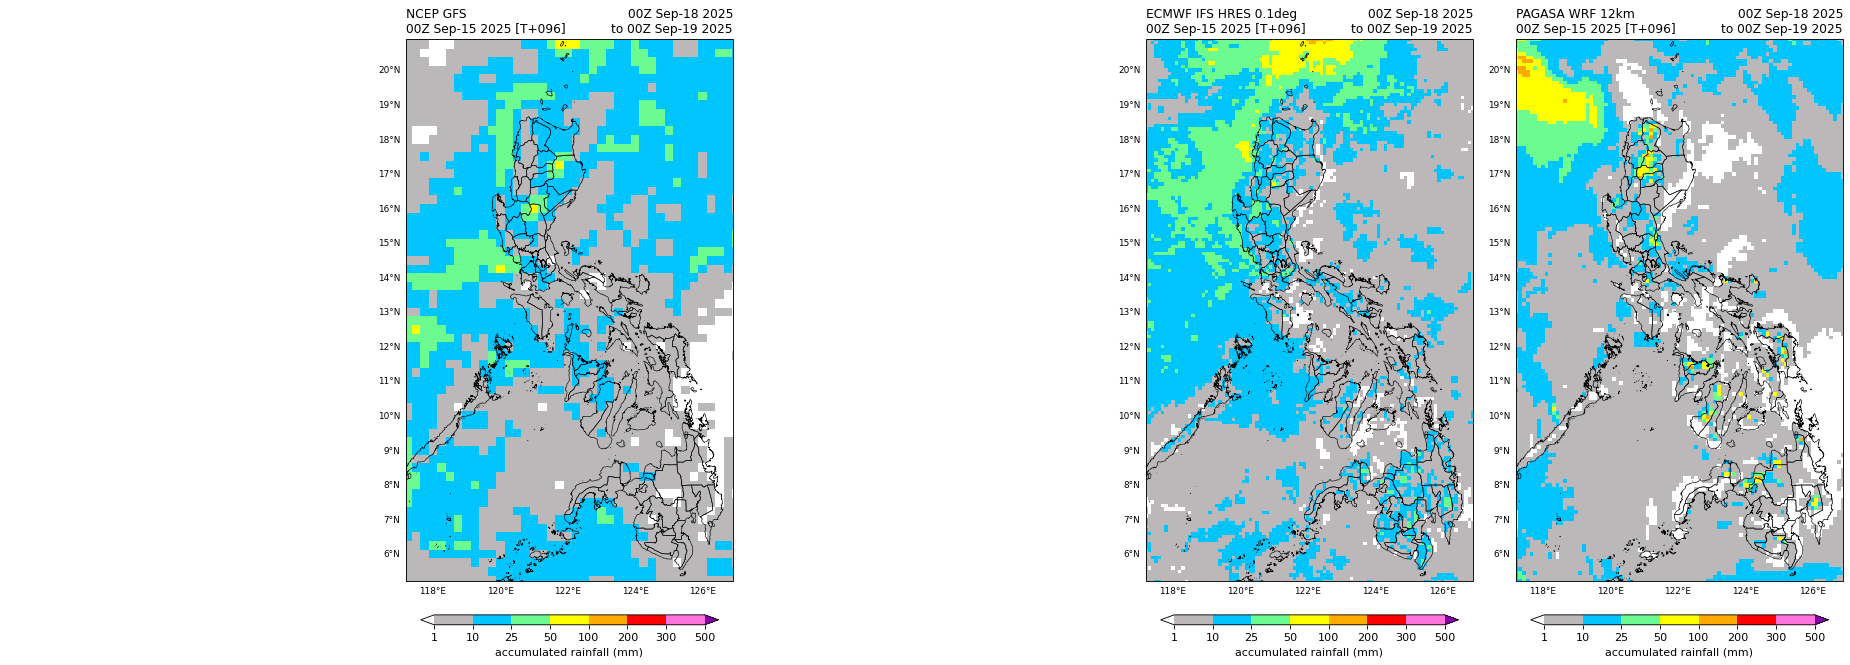 NCEP GFS 00Z Sep-18 2025
00Z Sep-15 2025 [T+096] to 00Z Sep-19 2025
20°N
19°N
18°N
17°N
16°N
15°N
14°N
13°N
12°N
11°N
10°N
9°N
8°N
7°N
6°N
118°E 120°E 122°E 124°E 126°E
1 10 25 50 100 200 300 500
accumulated rainfall (mm)
ECMWF IFS HRES 0.1deg 00Z Sep-18 2025
00Z Sep-15 2025 [T+096] to 00Z Sep-19 2025
20°N
19°N
18°N
17°N
16°N
15°N
14°N
13°N
12°N
11°N
10°N
9°N
8°N
7°N
6°N
118°E 120°E 122°E 124°E 126°E
1 10 25 50 100 200 300 500
accumulated rainfall (mm)
PAGASA WRF 12km 00Z Sep-18 2025
00Z Sep-15 2025 [T+096] to 00Z Sep-19 2025
20°N
19°N
18°N
17°N
16°N
15°N
14°N
13°N
12°N
11°N
10°N
9°N
8°N
7°N
6°N
118°E 120°E 122°E 124°E 126°E
1 10 25 50 100 200 300 500
accumulated rainfall (mm)